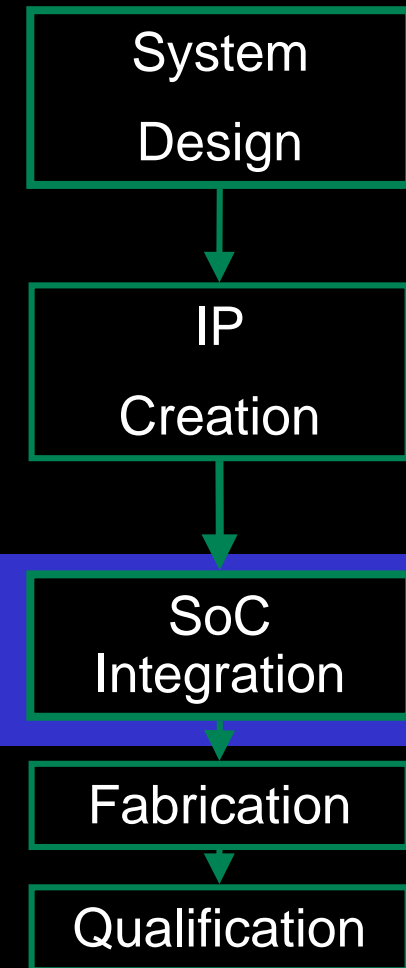 System
Design
IP
Creation
SoC
Integration
Fabrication
Qualification